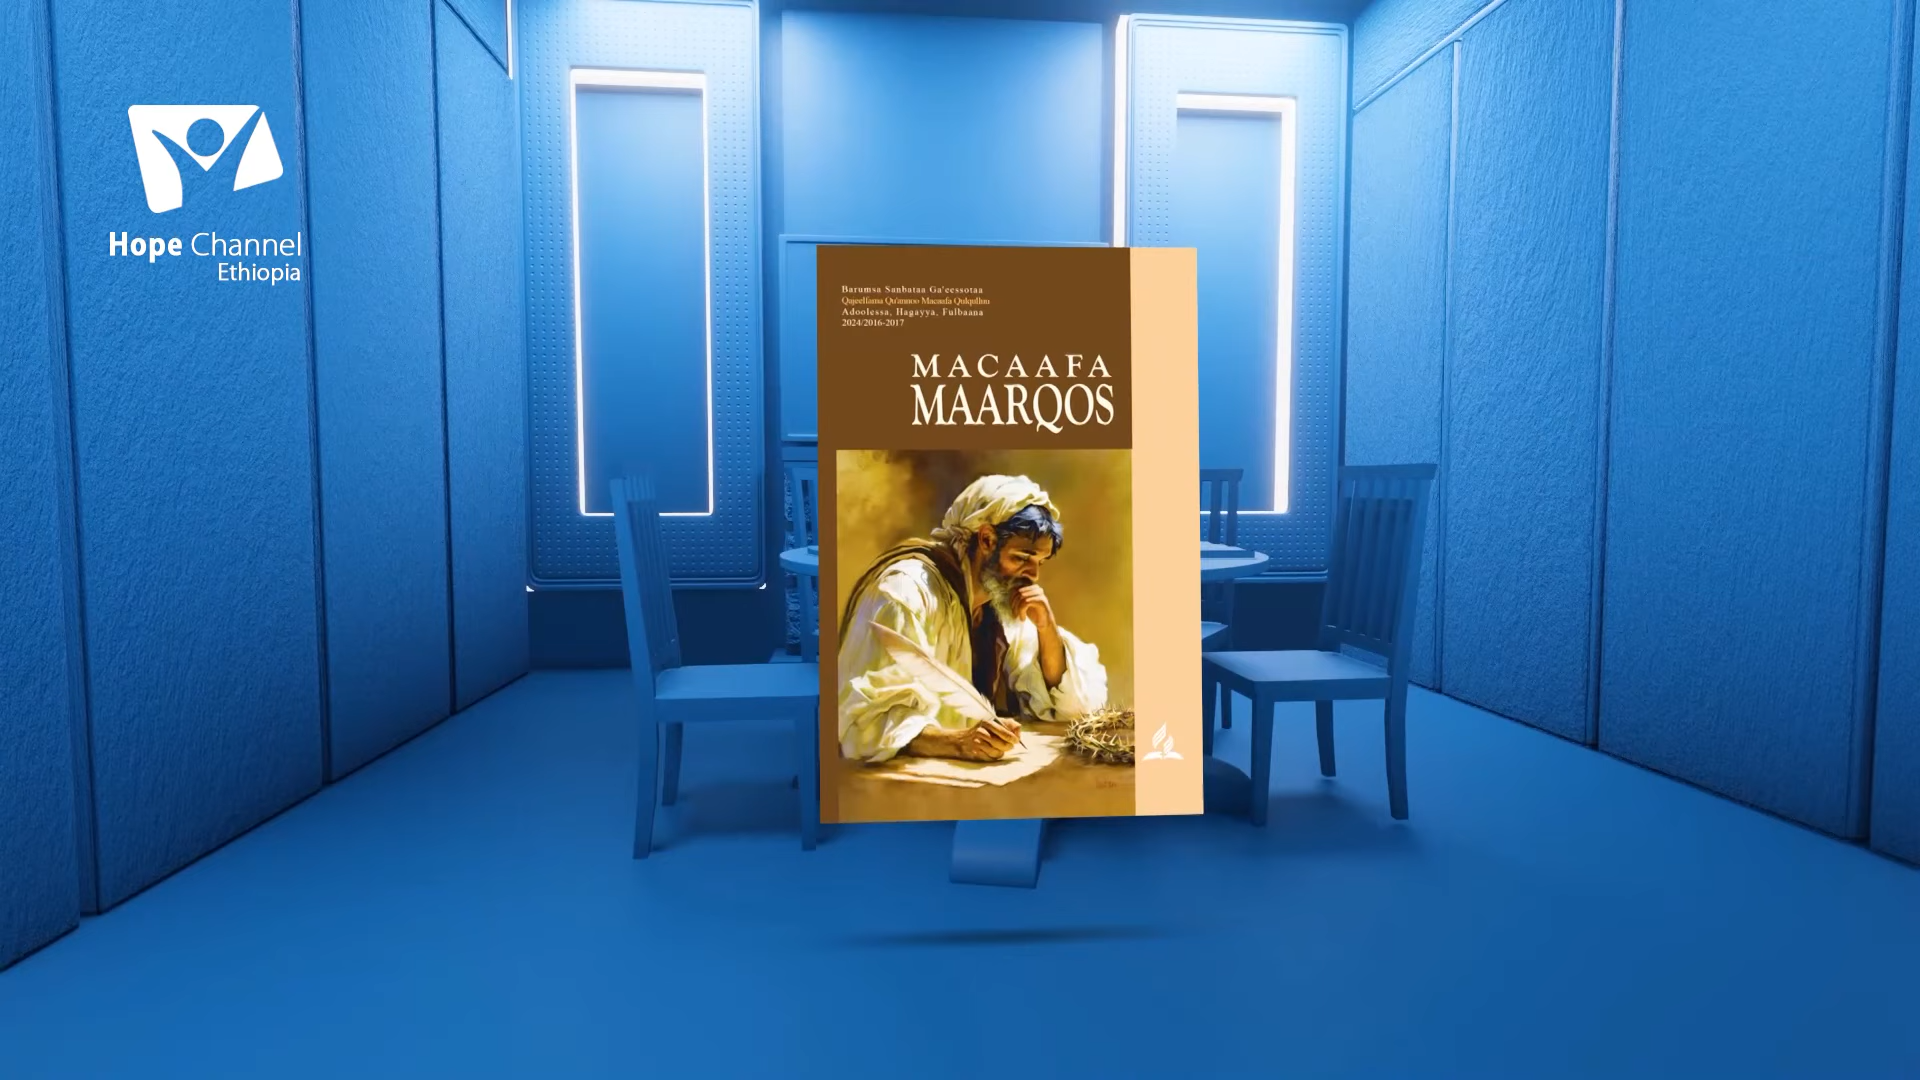 Hope Channel
Ethiopia
Barumsa Sanbataa Ga'eessotaa
Qajeelfama Qu'annoo Macaafa Qulqulluu
Adoolessa, Hagayya, Fulbaana
2024/2016-2017
MACAAFA
MAARQOS